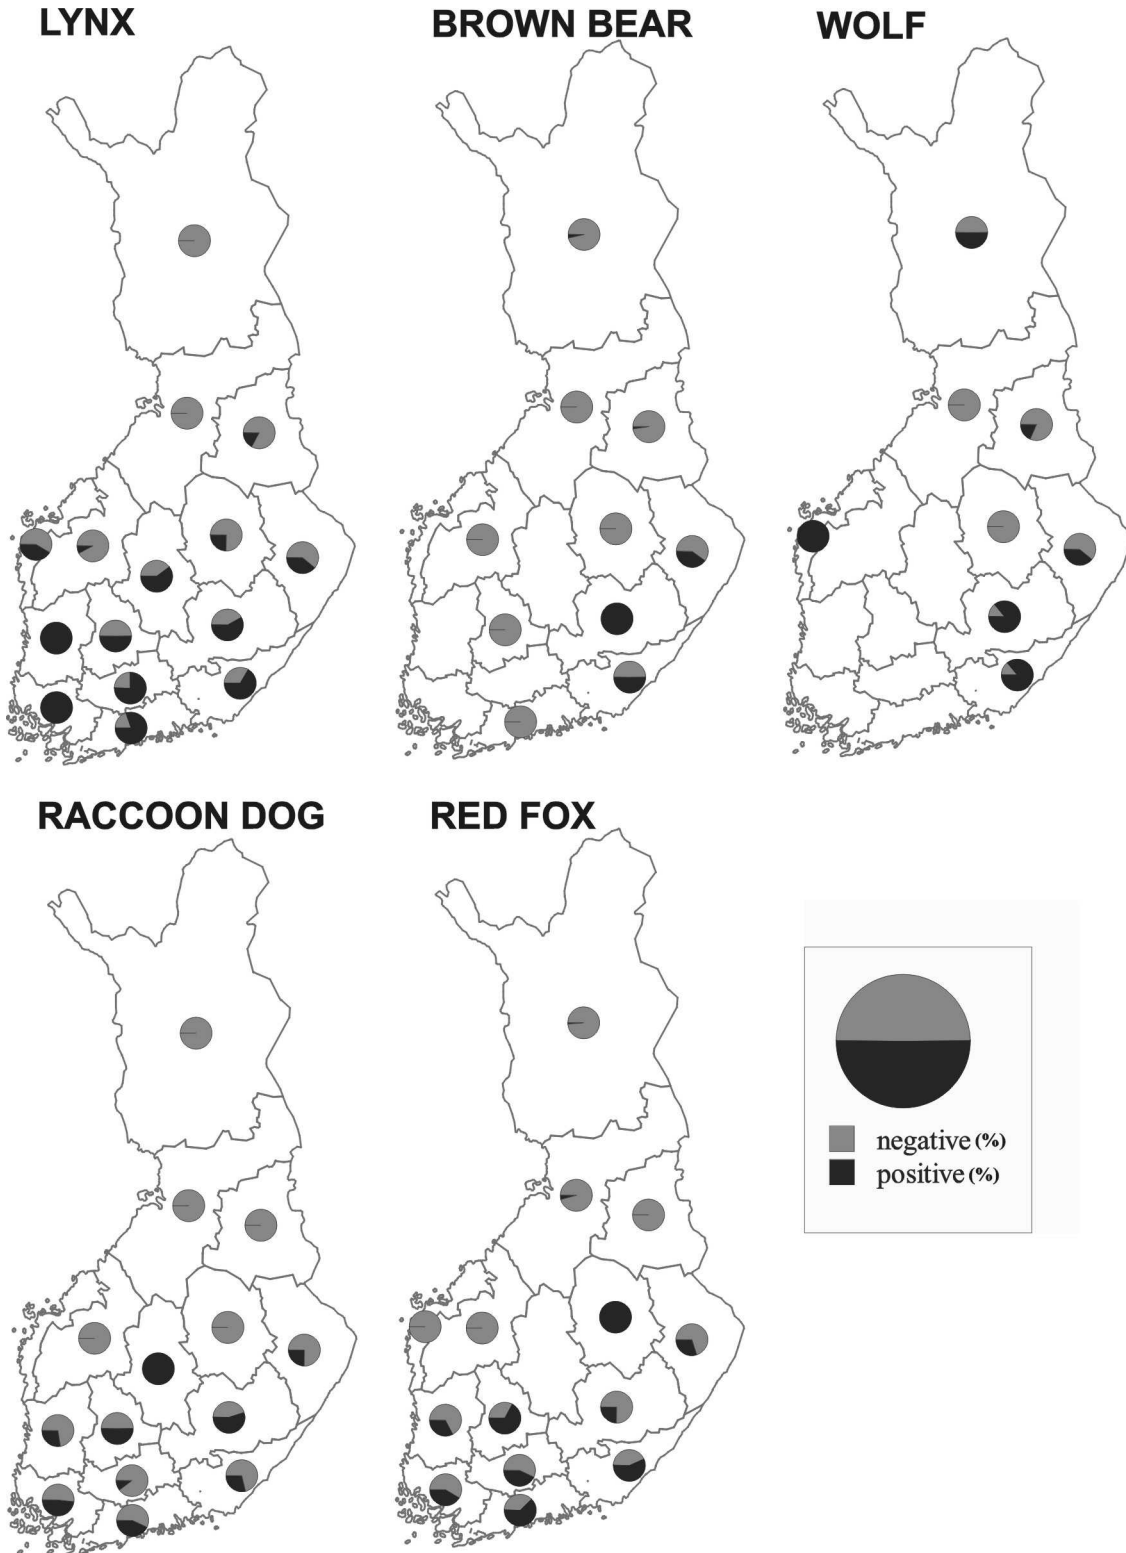 LYNX
BROWN BEAR
WOLF
RACCOON DOG
RED FOX
negative (%)
positive (%)